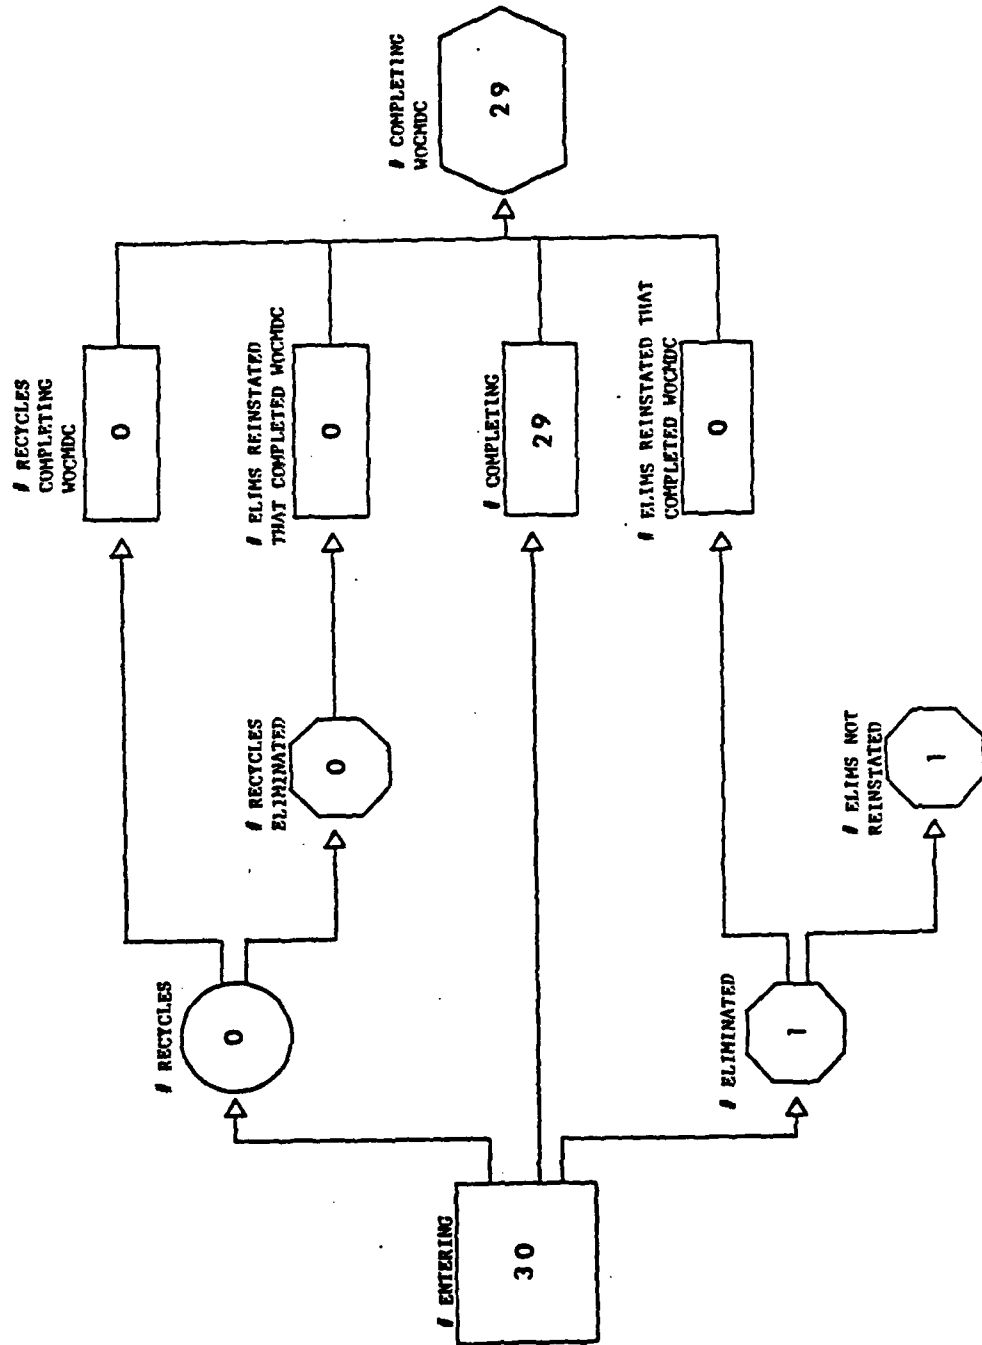 # ENTERING
30
# RECYCLES
0
# ELIMINATED
1
# RECYCLES
ELIMINATED
0
# ELIMS NOT
REINSTATED
1
# RECYCLES
COMPLETING
WOCMDC
0
# ELIMS REINSTATED
THAT COMPLETED WOCMDC
0
# COMPLETING
29
# ELIMS REINSTATED THAT
COMPLETED WOCMDC
0
# COMPLETING
WOCMDC
29